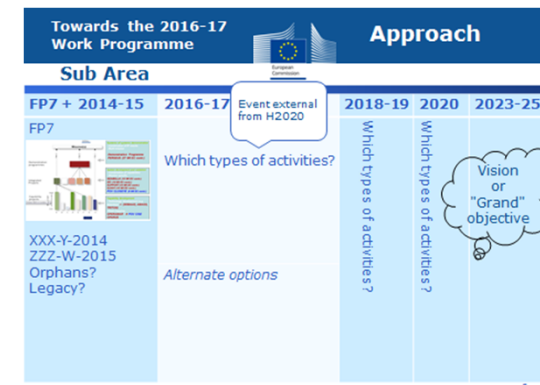 Towards the 2016-17
Work Programme
Approach
European
Commission
Sub Area
FP7 + 2014-15
2016-17
Event external
from H2020
2018-19
2020
2023-25
FP7
Which types of activities?
XXX-Y-2014
ZZZ-W-2015
Orphans?
Legacy?
Alternate options
Which types of activities?
Which types of activities?
Vision
or
"Grand"
objective